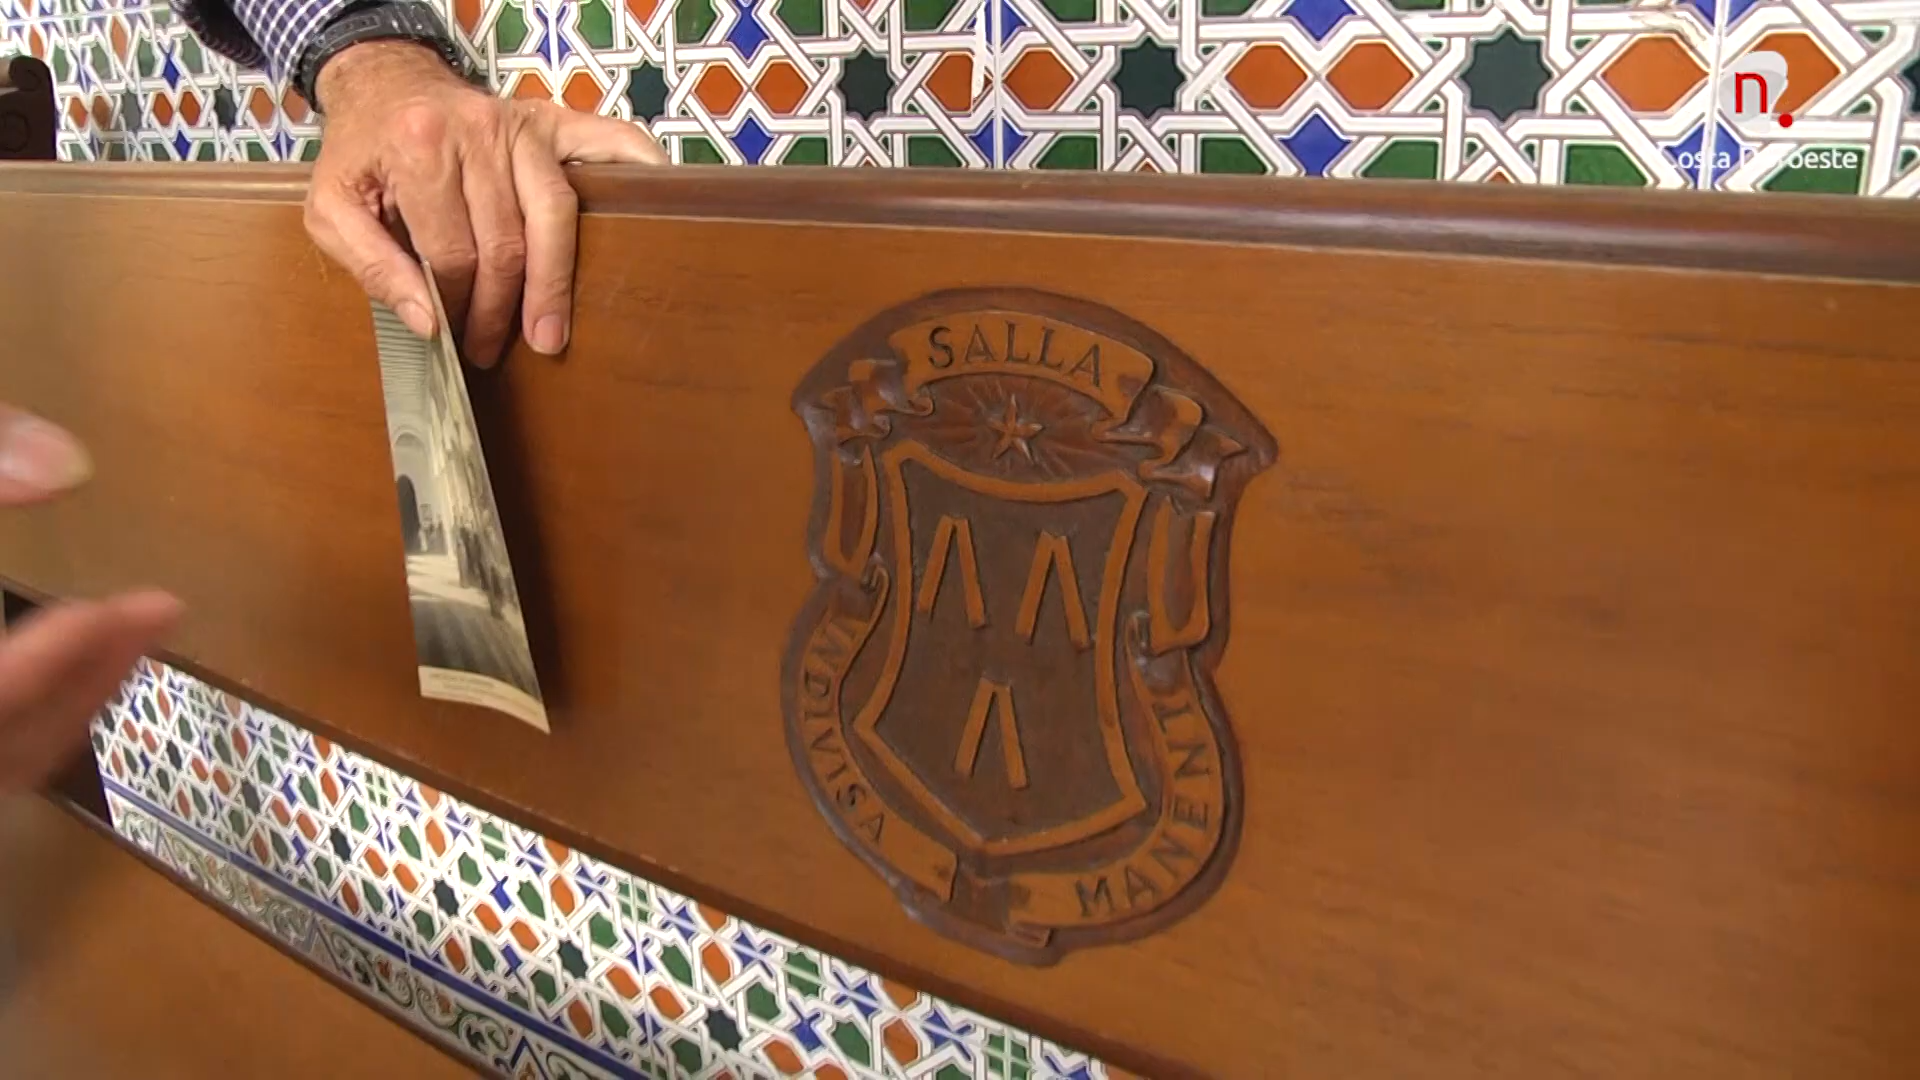 n.
Costa Noroeste
SALLA
INDIVISA
MANENT